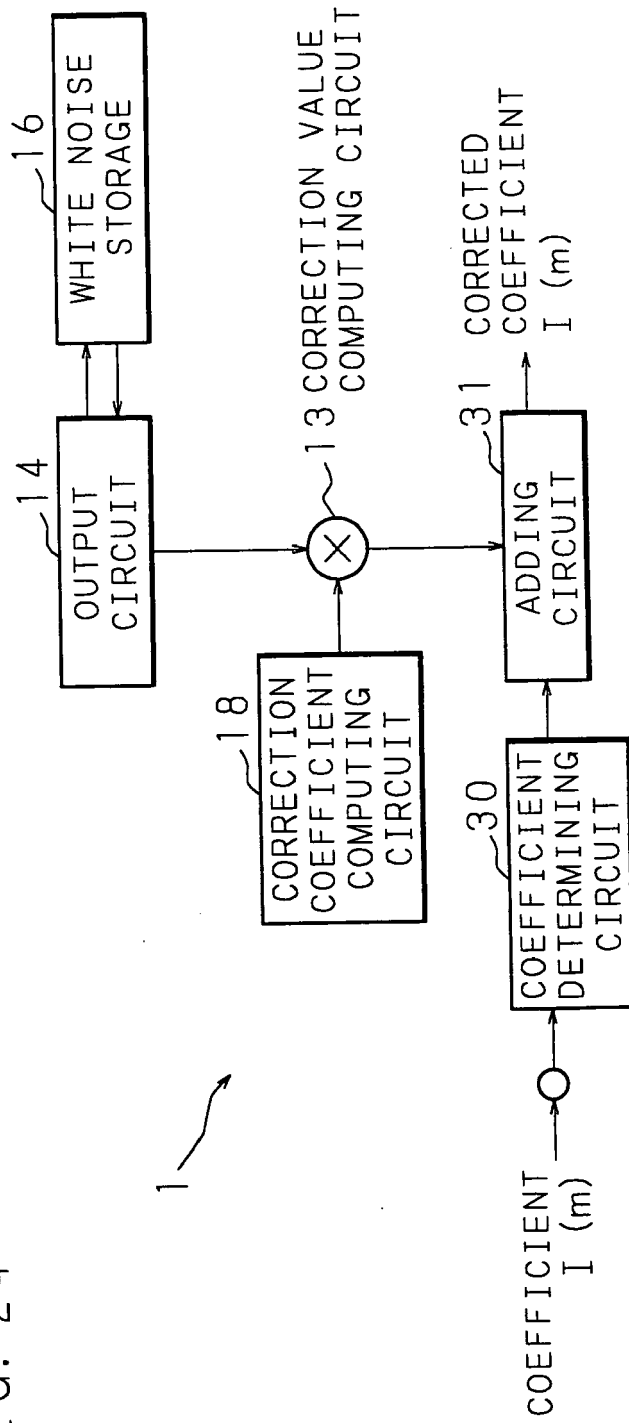 G. 24
1
16
WHITE NOISE
STORAGE
14
OUTPUT
CIRCUIT
13 CORRECTION VALUE
COMPUTING CIRCUIT
18
CORRECTION
COEFFICIENT
COMPUTING
CIRCUIT
31
ADDING
CIRCUIT
CORRECTED
COEFFICIENT
I (m)
30
COEFFICIENT
DETERMINING
CIRCUIT
COEFFICIENT
I (m)